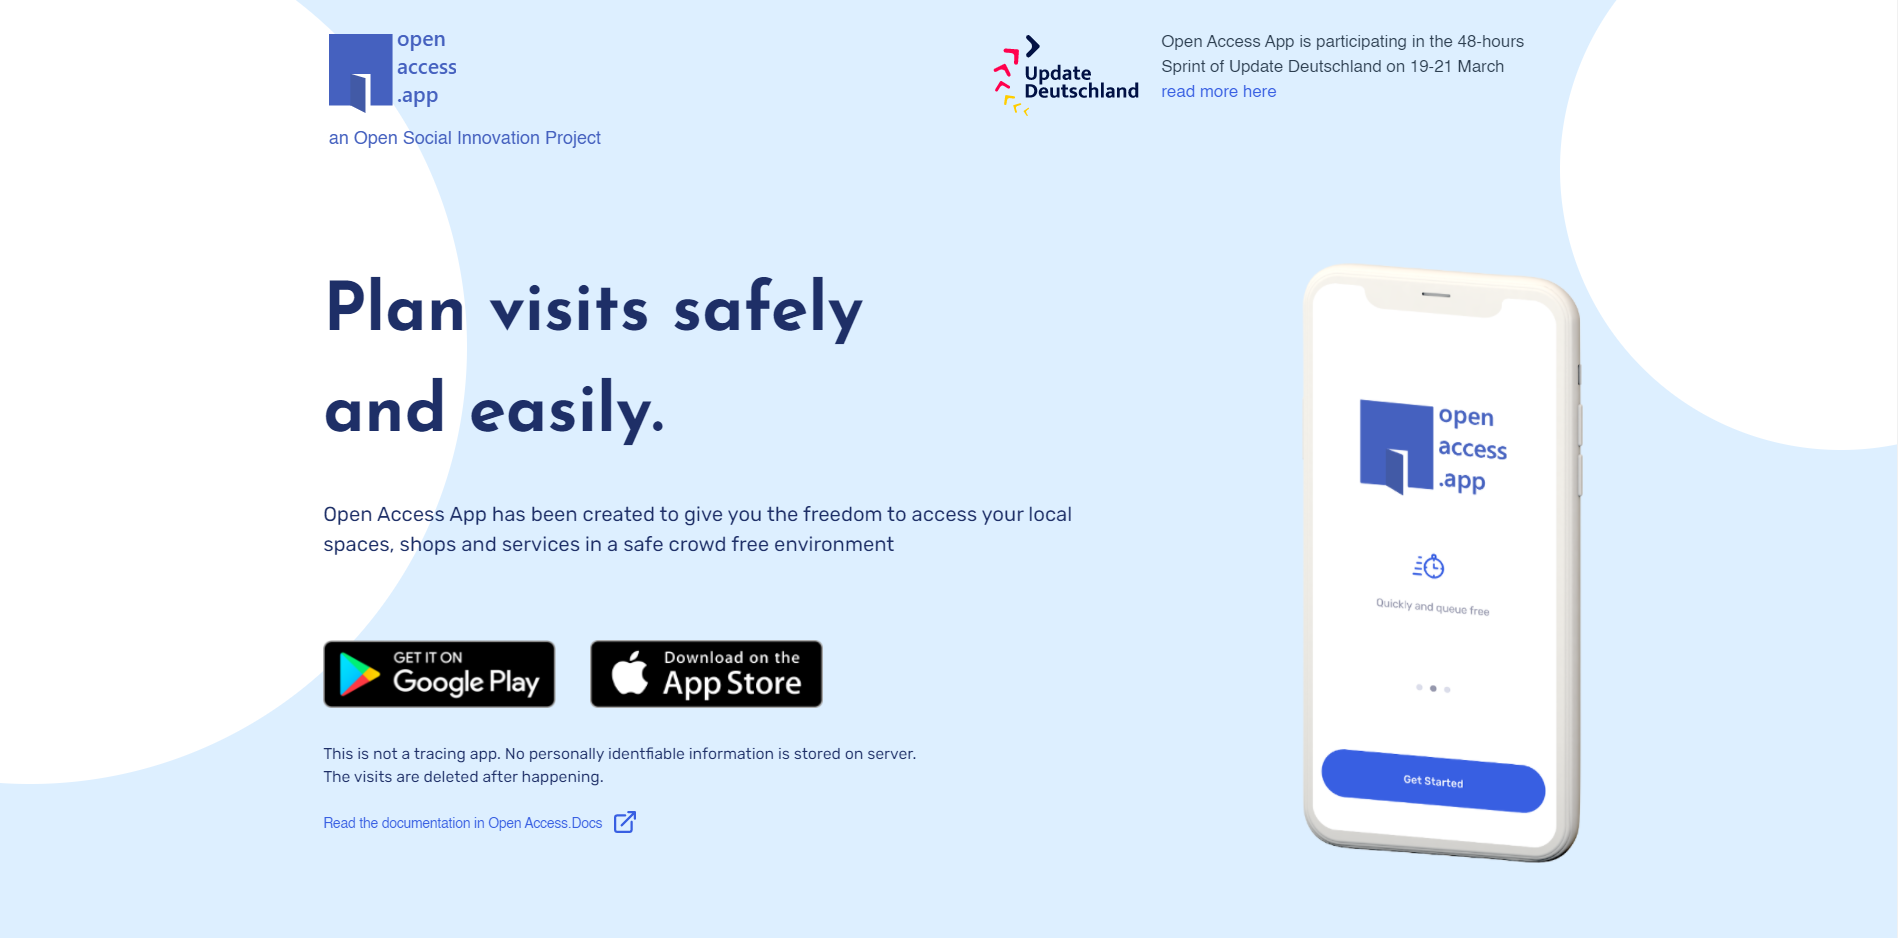 open
access
.app
an Open Social Innovation Project
Update
Deutschland
Open Access App is participating in the 48-hours
Sprint of Update Deutschland on 19-21 March
read more here
Plan visits safely
and easily.
Open Access App has been created to give you the freedom to access your local
spaces, shops and services in a safe crowd free environment
GET IT ON
Google Play
Download on the
App Store
This is not a tracing app. No personally identfiable information is stored on server.
The visits are deleted after happening.
Read the documentation in Open Access.Docs
open
access
.app
Quickly and queue free
Get Started